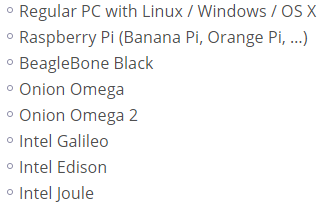 Regular PC with Linux / Windows / OS X
Raspberry Pi (Banana Pi, Orange Pi, ...)
BeagleBone Black
Onion Omega
Onion Omega 2
Intel Galileo
Intel Edison
Intel Joule